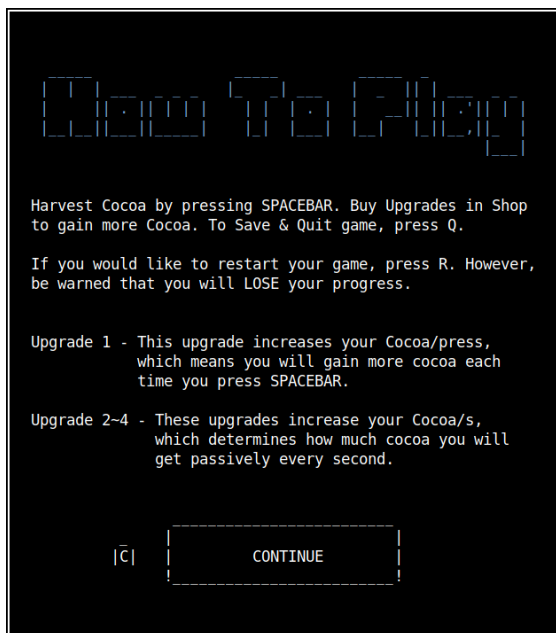 How To Play
Harvest Cocoa by pressing SPACEBAR. Buy Upgrades in Shop
to gain more Cocoa. To Save & Quit game, press Q.
If you would like to restart your game, press R. However,
be warned that you will LOSE your progress.
Upgrade 1 - This upgrade increases your Cocoa/press,
which means you will gain more cocoa each
time you press SPACEBAR.
Upgrade 2~4 - These upgrades increase your Cocoa/s,
which determines how much cocoa you will
get passively every second.
|C| CONTINUE